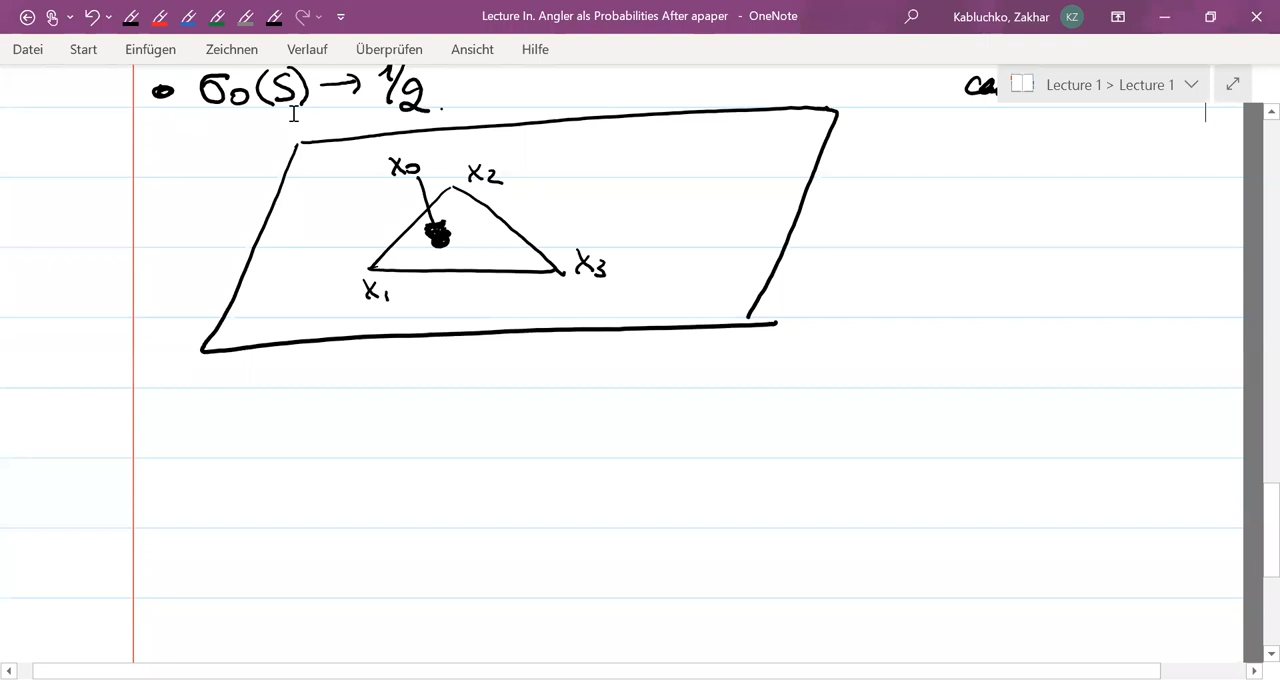 Lecture In. Angler als Probabilities After apaper - OneNote
Kabluchko, Zakhar KZ
Datei Start Einfügen Zeichnen Verlauf Überprüfen Ansicht Hilfe
Lecture 1 > Lecture 1
• σ0(S) → 1/2.
x0
x2
x3
x1